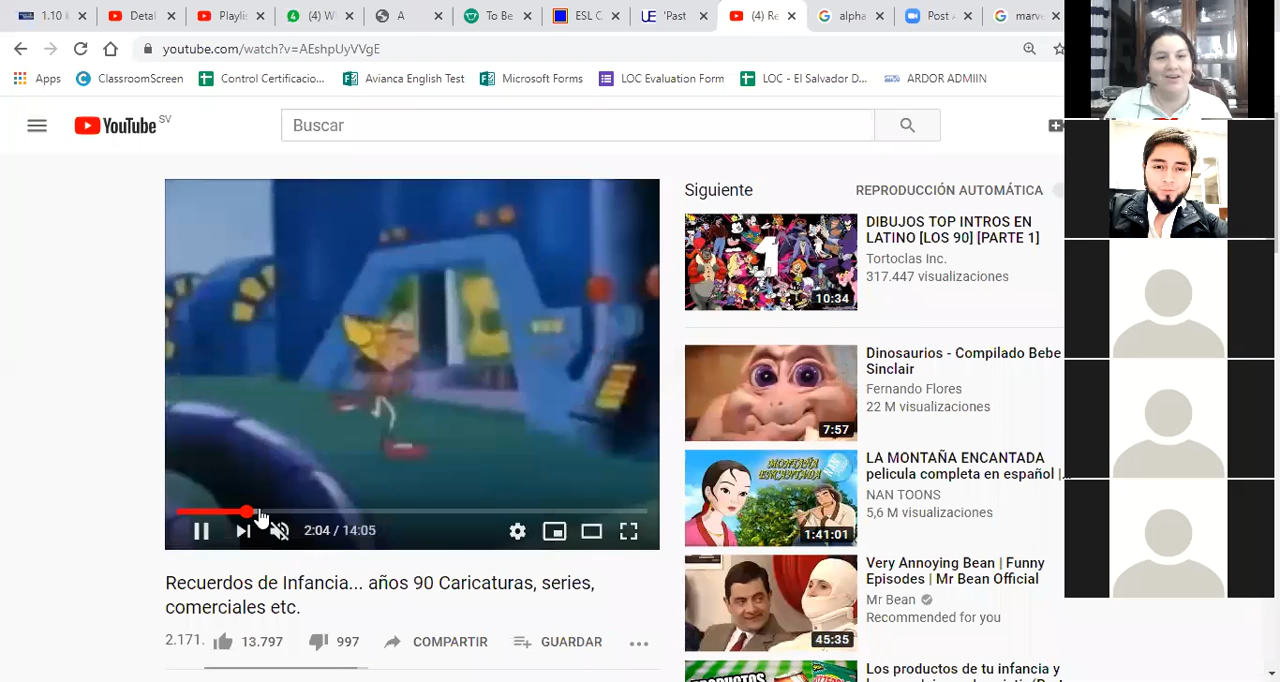 1.10
Detal
Playlis
(4) W
A
To Be
ESL C
'Past
(4) Re
alpha
Post A
marve
youtube.com/watch?v=AEshpUyVVgE
Apps
ClassroomScreen
Control Certificacio...
Avianca English Test
Microsoft Forms
LOC Evaluation Form
LOC - El Salvador D...
ARDOR ADMIIN
YouTube SV
Buscar
Siguiente
REPRODUCCIÓN AUTOMÁTICA
DIBUJOS TOP INTROS EN
LATINO [LOS 90] [PARTE 1]
Tortoclas Inc.
317.447 visualizaciones
10:34
Dinosaurios - Compilado Bebe
Sinclair
Fernando Flores
22 M visualizaciones
7:57
LA MONTAÑA ENCANTADA
pelicula completa en español |...
NAN TOONS
5,6 M visualizaciones
1:41:01
Very Annoying Bean | Funny
Episodes | Mr Bean Official
Mr Bean
Recommended for you
45:35
Los productos de tu infancia y
2:04 / 14:05
Recuerdos de Infancia... años 90 Caricaturas, series,
comerciales etc.
2.171.
13.797
997
COMPARTIR
GUARDAR